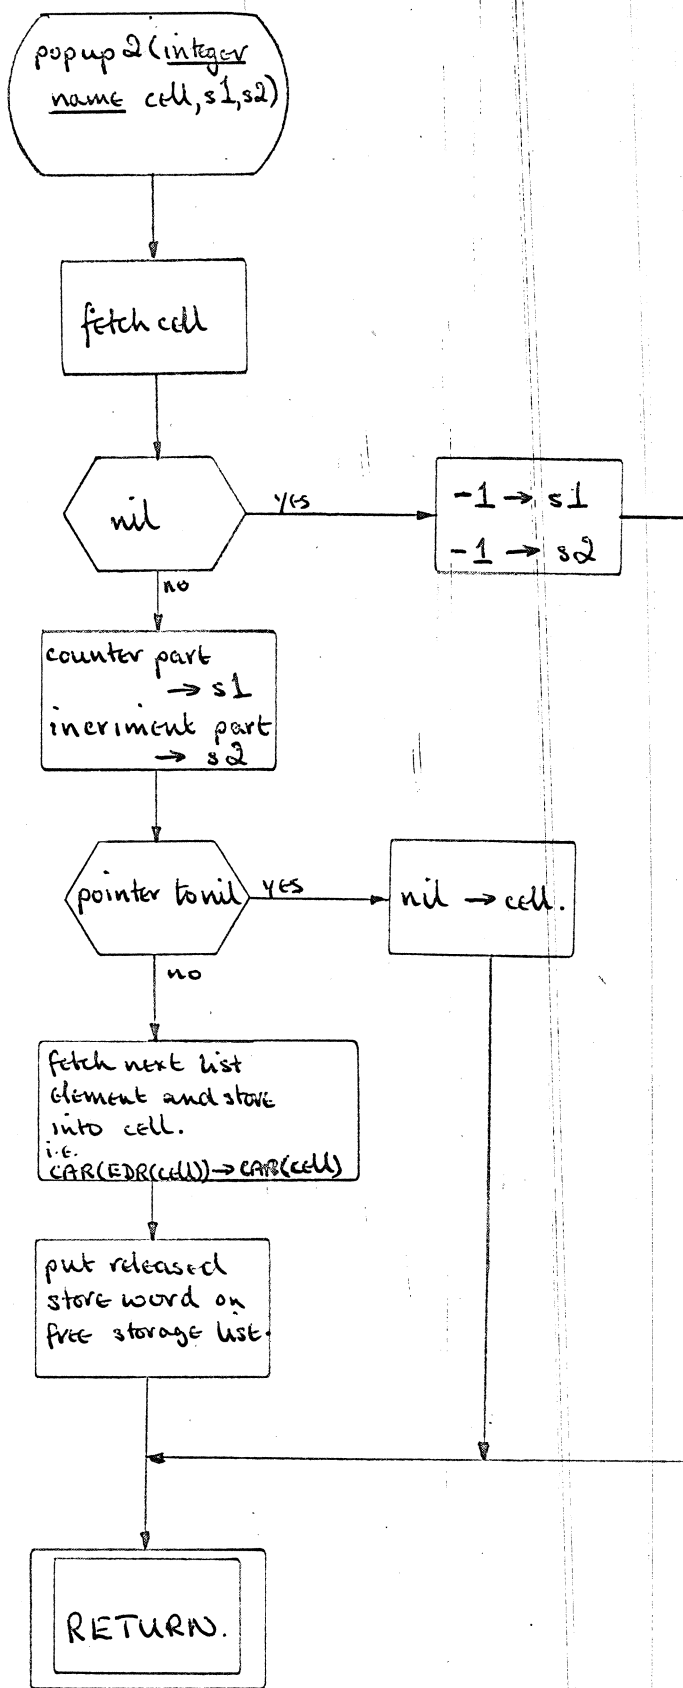 popup2(integer
name cell,s1,s2)
fetch cell
nil
YES
-1 → s1
-1 → s2
no
counter part
→ s1
incriment part
→ s2
pointer to nil
YES
nil → cell.
no
fetch next list
element and store
into cell.
i.e.
CAR(EDR(cell))→CAR(cell)
put released
store word on
free storage list.
RETURN.